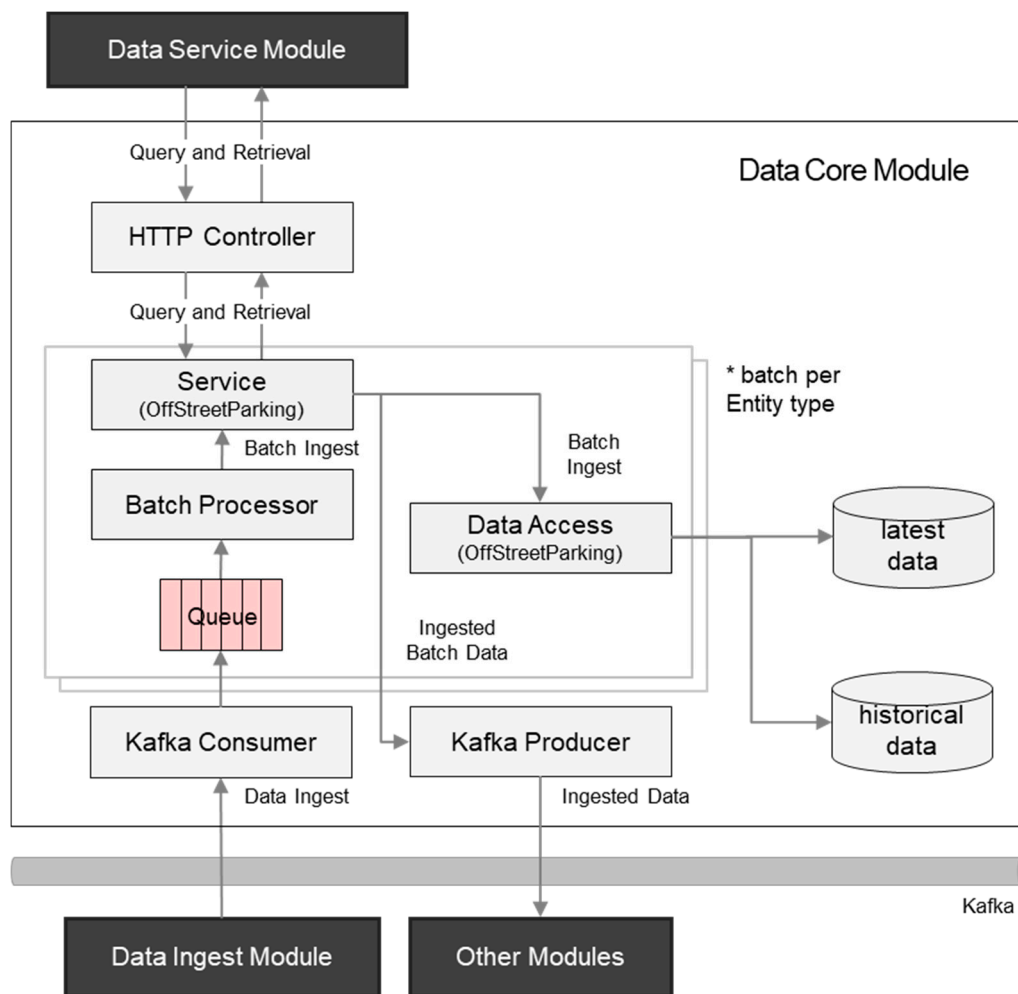 Data Service Module
Query and Retrieval
Data Core Module
HTTP Controller
Query and Retrieval
Service
(OffStreetParking)
* batch per
Entity type
Batch Ingest
Batch
Ingest
Batch Processor
Data Access
(OffStreetParking)
latest
data
Queue
Ingested
Batch Data
Kafka Consumer
Kafka Producer
historical
data
Data Ingest
Ingested Data
Kafka
Data Ingest Module
Other Modules